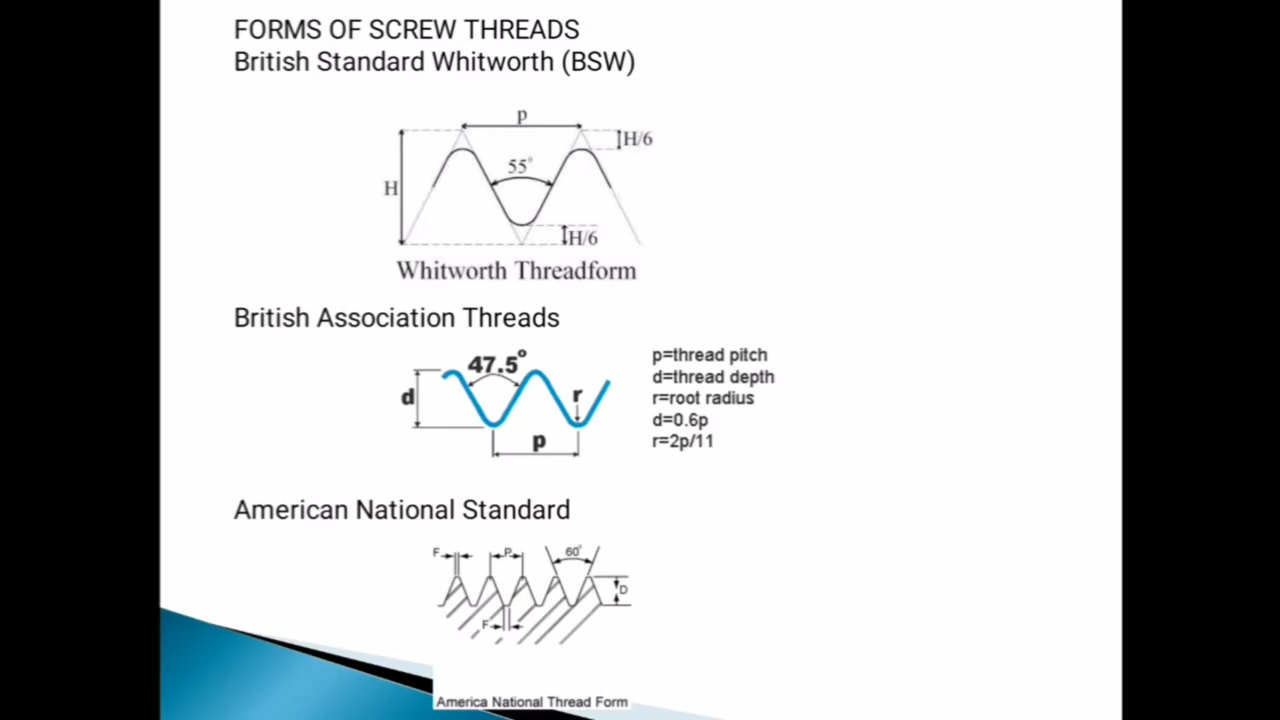 FORMS OF SCREW THREADS
British Standard Whitworth (BSW)
p
H/6
55°
H
H/6
Whitworth Threadform
British Association Threads
47.5°
d
r
p
p=thread pitch
d=thread depth
r=root radius
d=0.6p
r=2p/11
American National Standard
F
P
60°
D
F
America National Thread Form